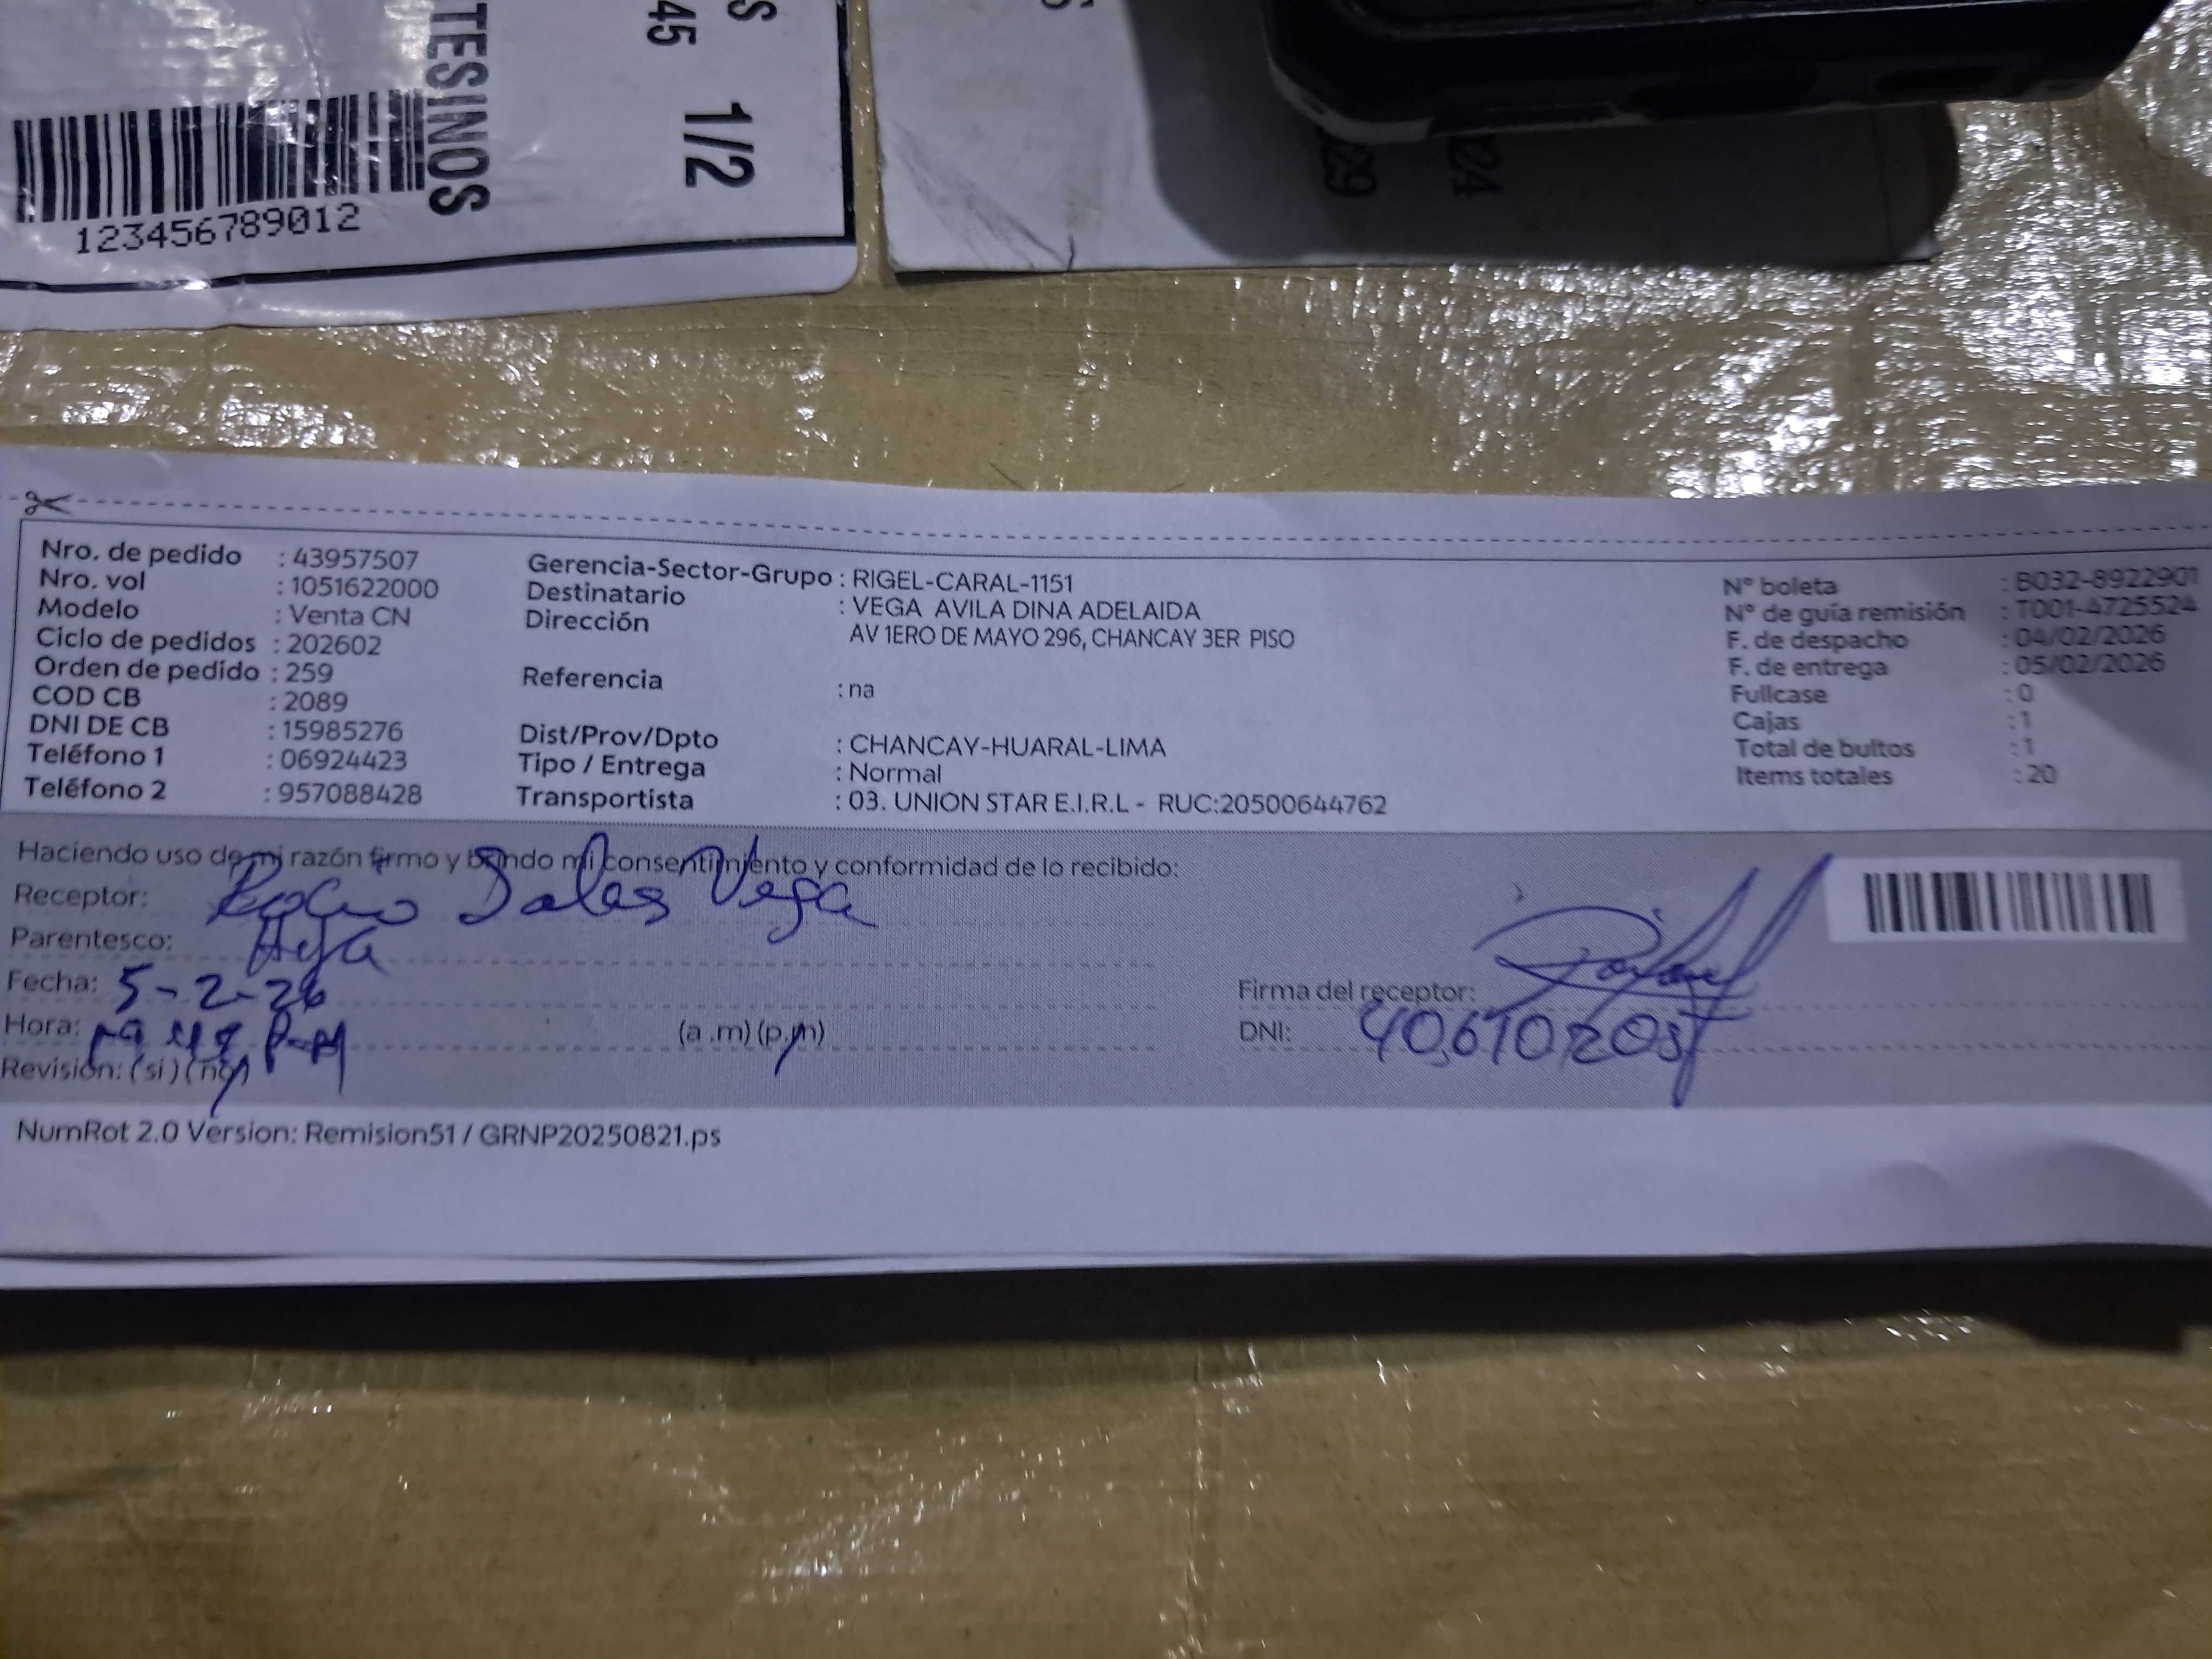 TESINOS
S
45
1/2
123456789012
229
224
Nro. de pedido : 43957507
Nro. vol : 1051622000
Modelo : Venta CN
Ciclo de pedidos : 202602
Orden de pedido : 259
COD CB : 2089
DNI DE CB : 15985276
Teléfono 1 : 06924423
Teléfono 2 : 957088428
Gerencia-Sector-Grupo : RIGEL-CARAL-1151
Destinatario : VEGA AVILA DINA ADELAIDA
Dirección AV 1ERO DE MAYO 296, CHANCAY 3ER PISO
Referencia : na
Dist/Prov/Dpto : CHANCAY-HUARAL-LIMA
Tipo / Entrega : Normal
Transportista : 03. UNION STAR E.I.R.L - RUC:20500644762
N° boleta : B032-8922901
N° de guía remisión : T001-4725524
F. de despacho : 04/02/2026
F. de entrega : 05/02/2026
Fullcase : 0
Cajas : 1
Total de bultos : 1
Items totales : 20
Haciendo uso de mi razón firmo y brindo mi consentimiento y conformidad de lo recibido:
Receptor: Rocio Salas Vega
Parentesco: Hija
Fecha: 5-2-26
Hora: P.M (a.m) (p.m)
Revisión: (si) (no)
Firma del receptor:
DNI:
NumRot 2.0 Version: Remision51 / GRNP20250821.ps